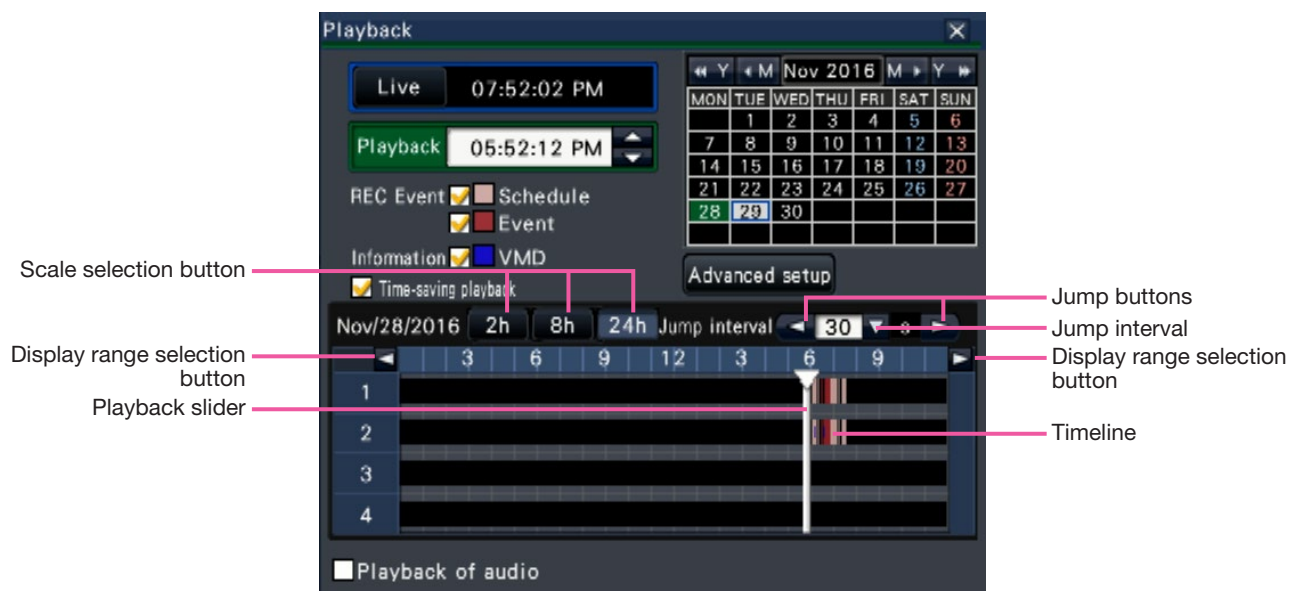 Playback
Live 07:52:02 PM
Playback 05:52:12 PM
REC Event Schedule
Event
Information VMD
Time-saving playback
Y M Nov 2016 M Y
MON TUE WED THU FRI SAT SUN
1 2 3 4 5 6
7 8 9 10 11 12 13
14 15 16 17 18 19 20
21 22 23 24 25 26 27
28 29 30
Advanced setup
Scale selection button
Nov/28/2016 2h 8h 24h Jump interval 30 s
Jump buttons
Jump interval
Display range selection
button
3 6 9 12 3 6 9
Display range selection
button
1
Playback slider
2
Timeline
3
4
Playback of audio